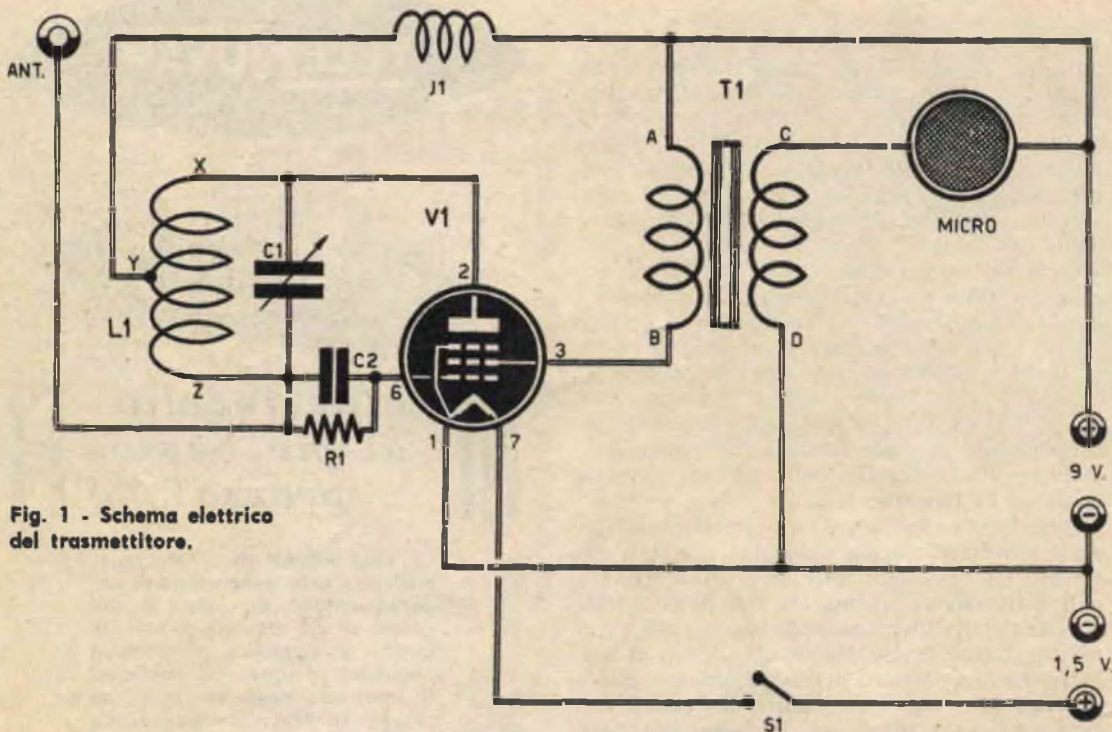 ANT.
J1
T1
A
C
X
C1
V1
MICRO
Y
2
L1
B
D
3
C2
Z
6
R1
1
7
9 V.
+
-
-
1,5 V.
+
S1
Fig. 1 - Schema elettrico
del trasmettitore.